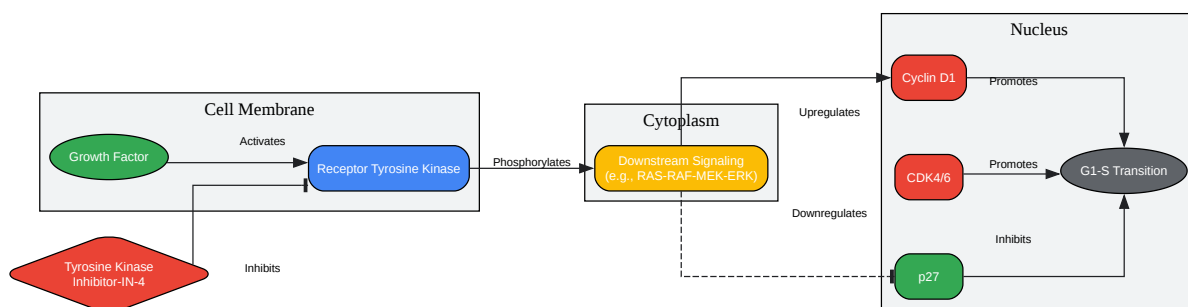 Nucleus
Cyclin D1
Promotes
Cell Membrane
Upregulates
Cytoplasm
Activates
Growth Factor
Receptor Tyrosine Kinase
Phosphorylates
Downstream Signaling
(e.g., RAS-RAF-MEK-ERK)
CDK4/6
Promotes
G1-S Transition
Downregulates
Tyrosine Kinase
Inhibitor-IN-4
Inhibits
Inhibits
p27